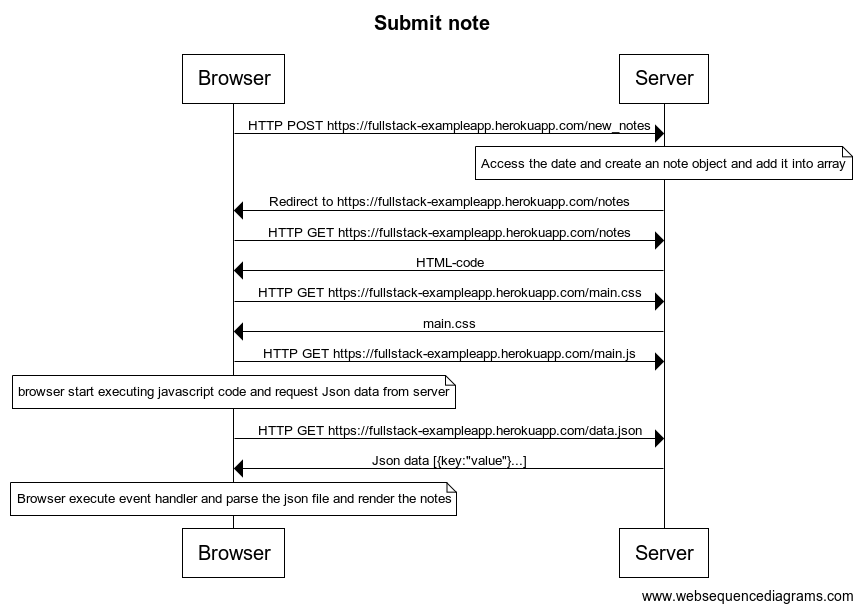 Submit note
Browser
Server
HTTP POST https://fullstack-exampleapp.herokuapp.com/new_notes
Access the date and create an note object and add it into array
Redirect to https://fullstack-exampleapp.herokuapp.com/notes
HTTP GET https://fullstack-exampleapp.herokuapp.com/notes
HTML-code
HTTP GET https://fullstack-exampleapp.herokuapp.com/main.css
main.css
HTTP GET https://fullstack-exampleapp.herokuapp.com/main.js
browser start executing javascript code and request Json data from server
HTTP GET https://fullstack-exampleapp.herokuapp.com/data.json
Json data [{key:"value"}...]
Browser execute event handler and parse the json file and render the notes
Browser
Server
www.websequencediagrams.com